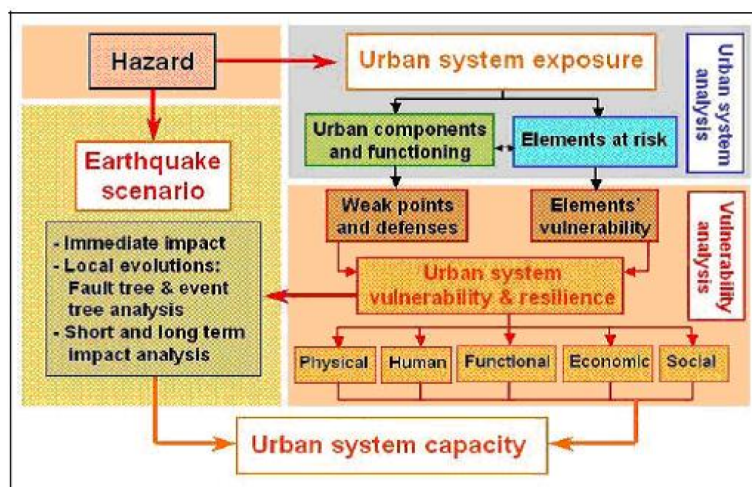 Hazard
Urban system exposure
Urban system
analysis
Urban components
and functioning
Elements at risk
Earthquake
scenario
Weak points
and defenses
Elements'
vulnerability
Vulnerability
analysis
- Immediate impact
- Local evolutions:
Fault tree & event
tree analysis
- Short and long term
impact analysis
Urban system
vulnerability & resilience
Physical
Human
Functional
Economic
Social
Urban system capacity